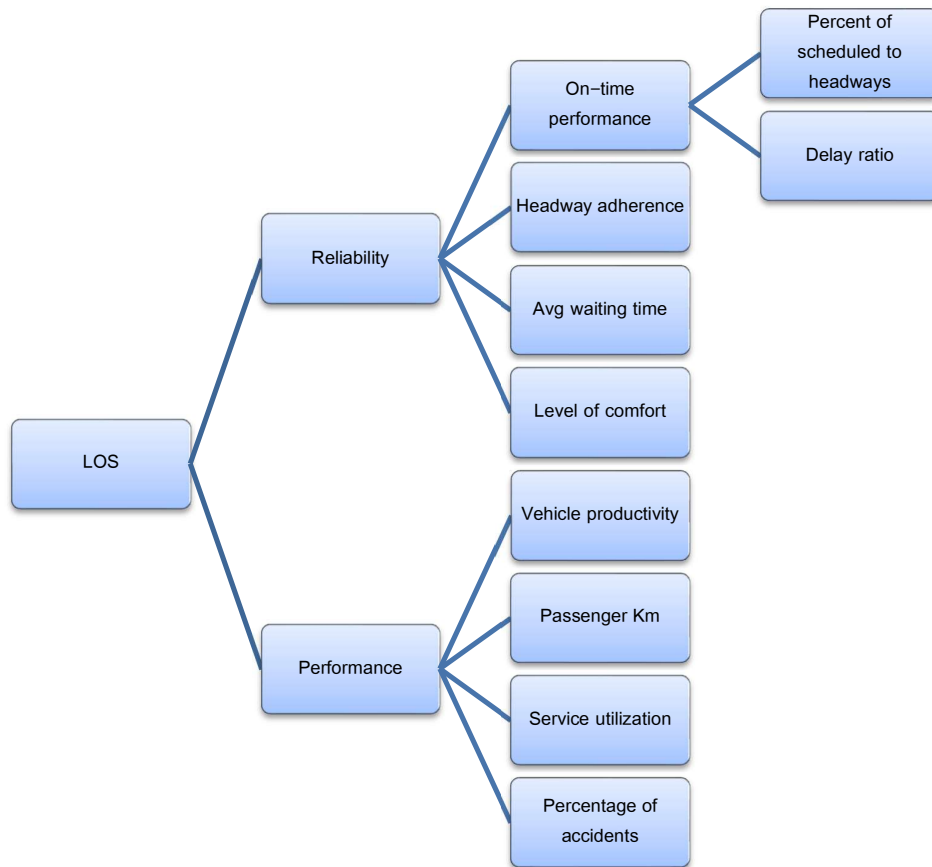 Percent of
scheduled to
headways
On−time
performance
Delay ratio
Headway adherence
Reliability
Avg waiting time
Level of comfort
LOS
Vehicle productivity
Passenger Km
Performance
Service utilization
Percentage of
accidents